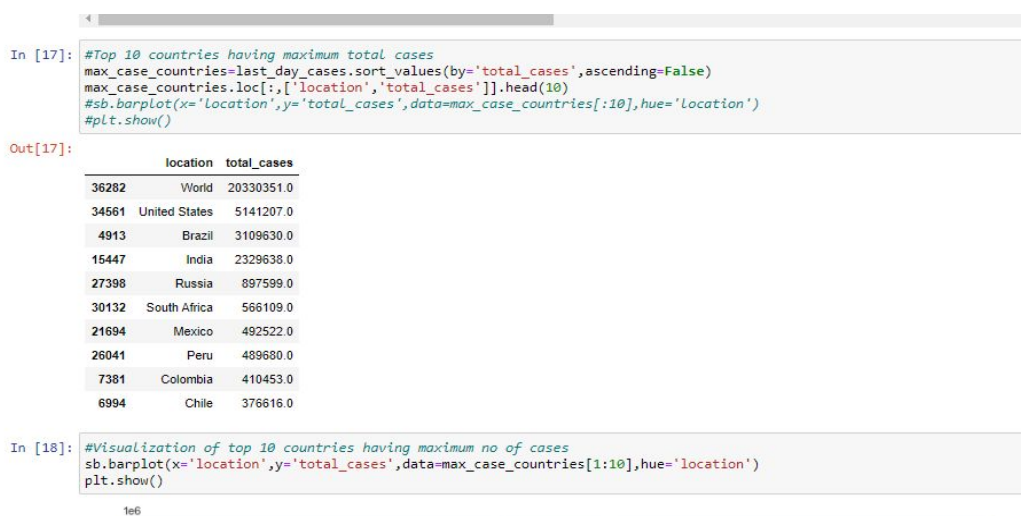 In [17]: #Top 10 countries having maximum total cases
max_case_countries=last_day_cases.sort_values(by='total_cases',ascending=False)
max_case_countries.loc[:,['location','total_cases']].head(10)
#sb.barplot(x='location',y='total_cases',data=max_case_countries[:10],hue='location')
#plt.show()
Out[17]:
location total_cases
36282 World 20330351.0
34561 United States 5141207.0
4913 Brazil 3109630.0
15447 India 2329638.0
27398 Russia 897599.0
30132 South Africa 566109.0
21694 Mexico 492522.0
26041 Peru 489680.0
7381 Colombia 410453.0
6994 Chile 376616.0
In [18]: #Visualization of top 10 countries having maximum no of cases
sb.barplot(x='location',y='total_cases',data=max_case_countries[1:10],hue='location')
plt.show()
1e6